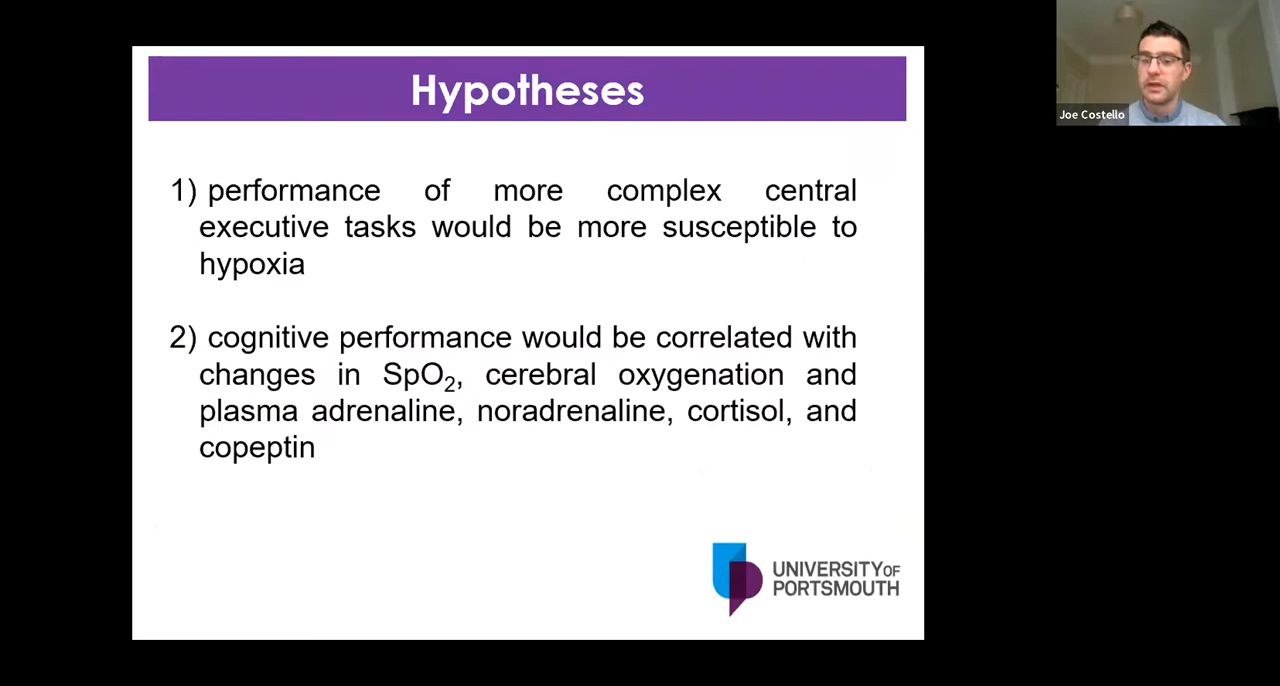 Hypotheses
1) performance of more complex central
executive tasks would be more susceptible to
hypoxia
2) cognitive performance would be correlated with
changes in SpO₂, cerebral oxygenation and
plasma adrenaline, noradrenaline, cortisol, and
copeptin
UNIVERSITY OF
PORTSMOUTH
Joe Costello